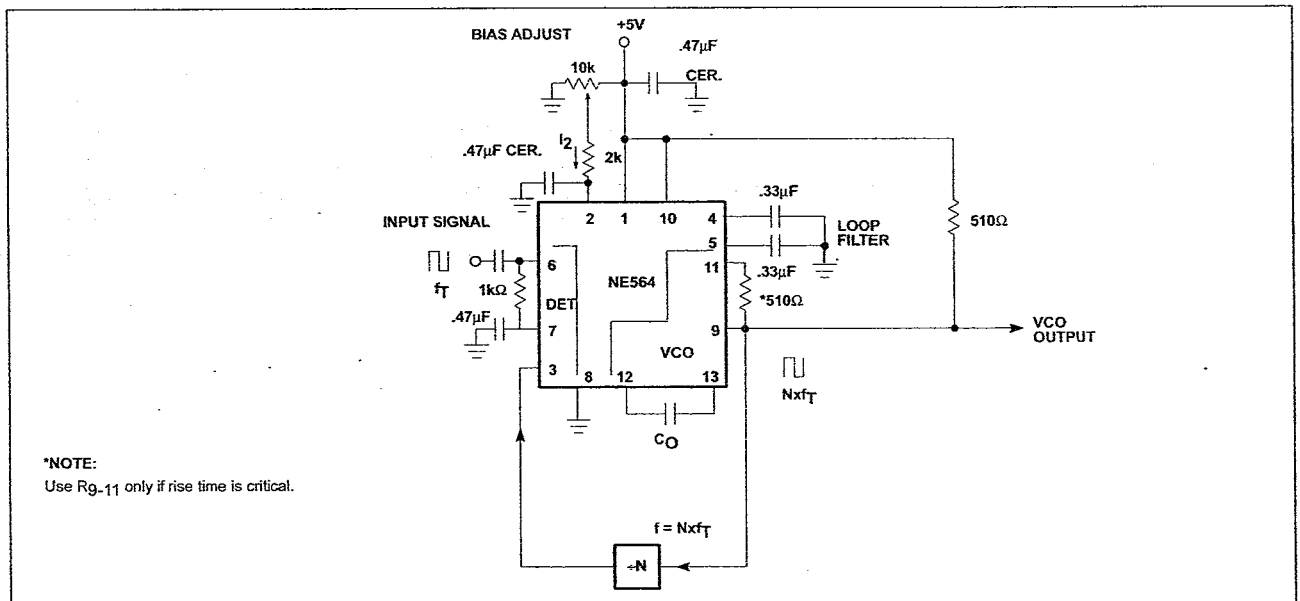 +5V
BIAS ADJUST
.47μF
CER.
10k
I2
2k
.47μF CER.
2
1
10
4
.33μF
LOOP
FILTER
510Ω
INPUT SIGNAL
5
11
.33μF
6
fT
1kΩ
DET
NE564
*510Ω
.47μF
7
9
VCO
OUTPUT
VCO
3
8
12
13
NxfT
CO
*NOTE:
Use R9-11 only if rise time is critical.
f = NxfT
÷N